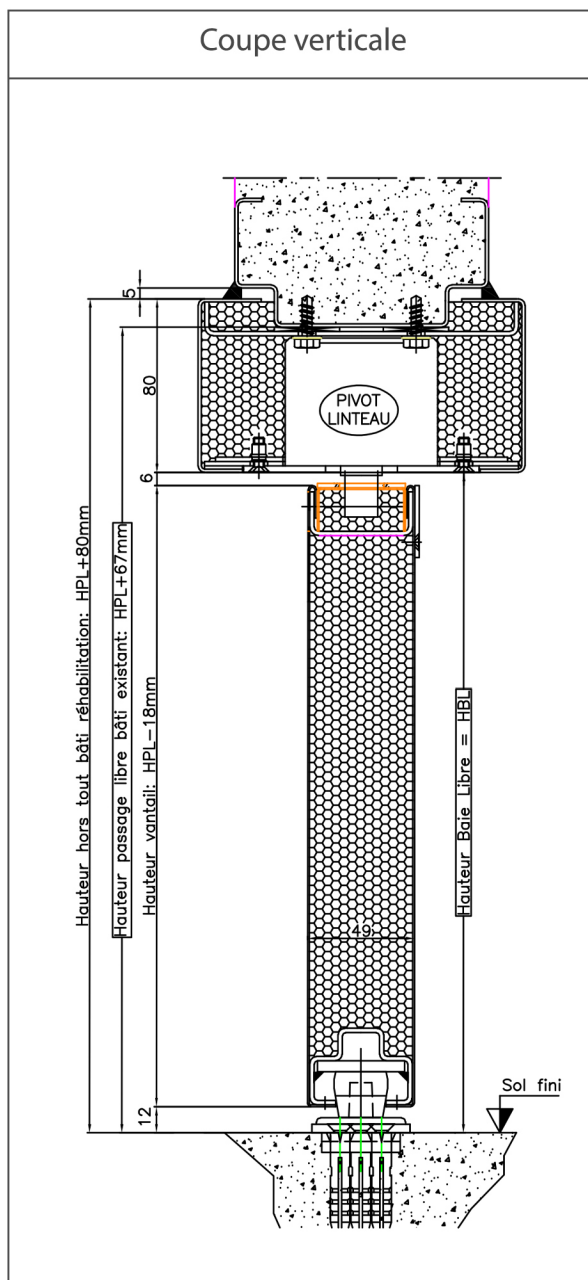 Coupe verticale
5
80
PIVOT
LINTEAU
6
Hauteur hors tout bâti réhabilitation: HPL+80mm
Hauteur passage libre bâti existant: HPL+67mm
Hauteur vantail: HPL-18mm
Hauteur Baie Libre = HBL
49
12
Sol fini